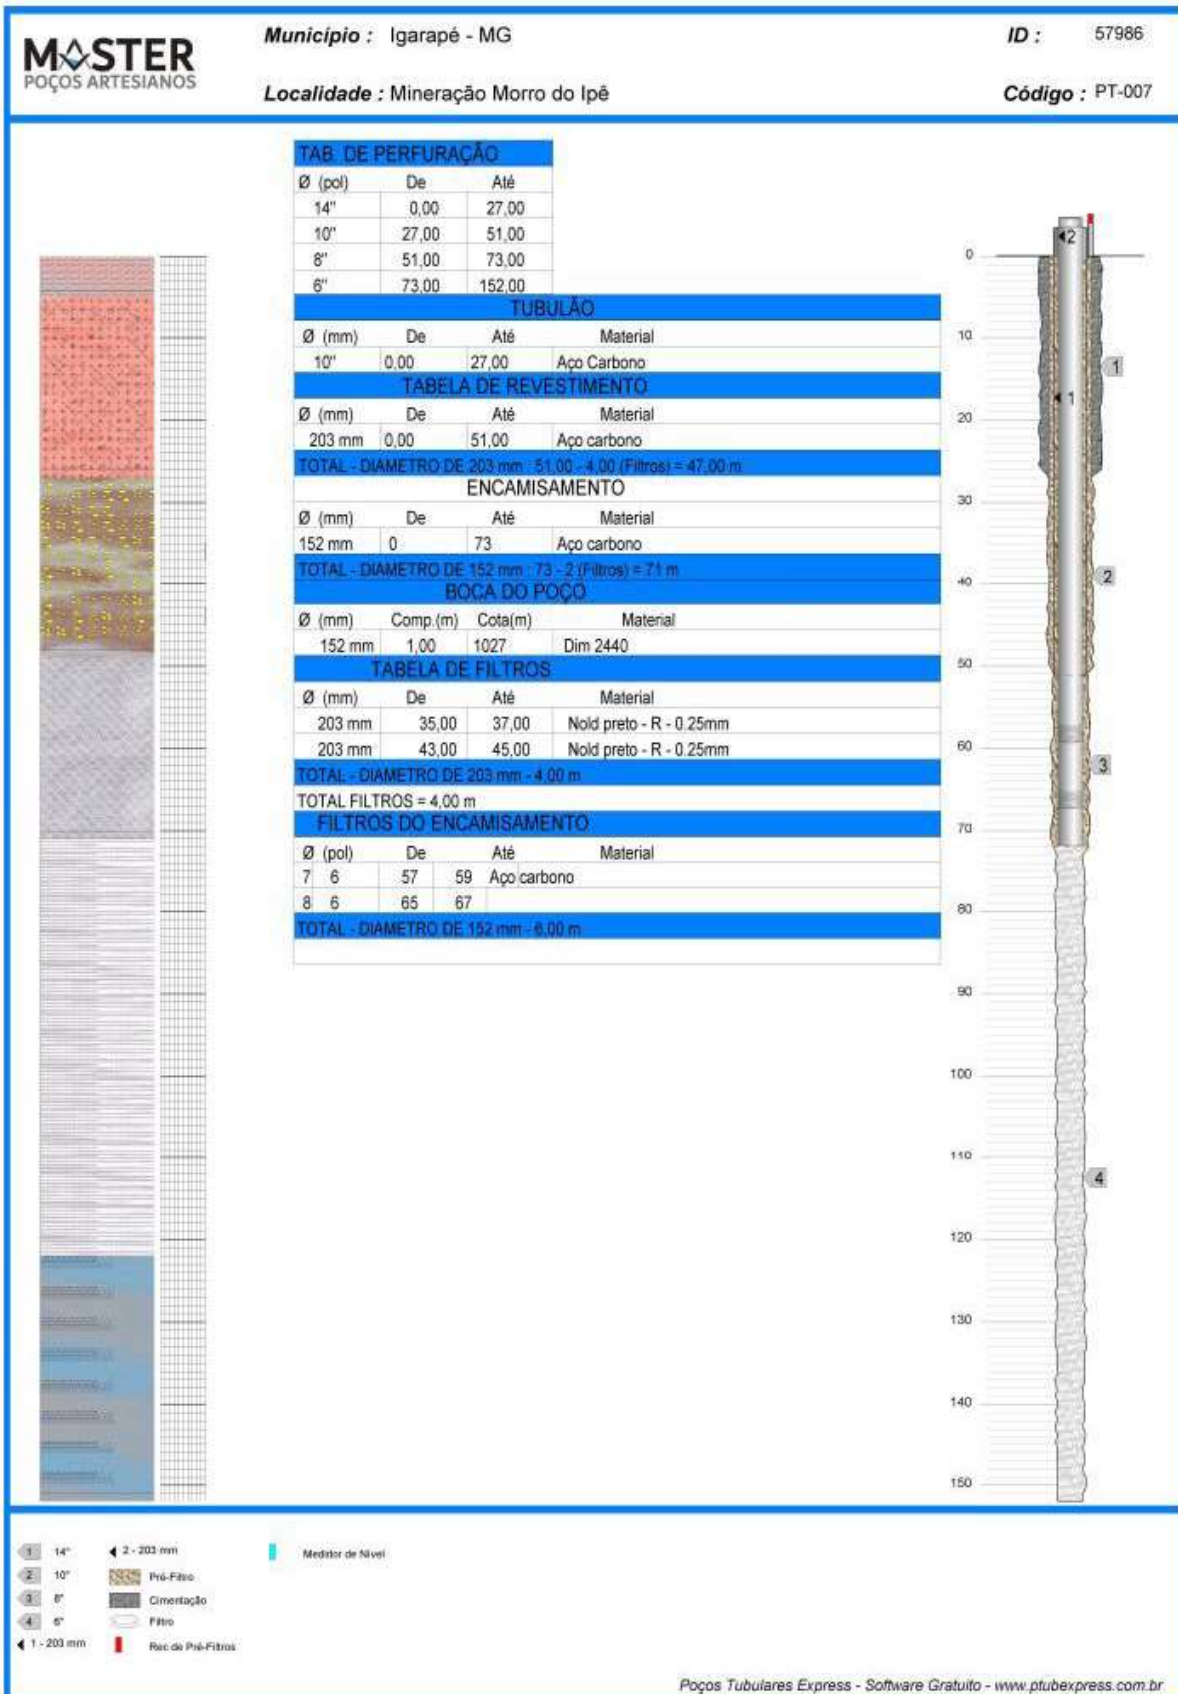 MASTER
POÇOS ARTESIANOS
Município : Igarapé - MG
ID : 57986
Localidade : Mineração Morro do Ipê
Código : PT-007
TAB. DE PERFURAÇÃO
Ø (pol) De Até
14" 0,00 27,00
10" 27,00 51,00
8" 51,00 73,00
6" 73,00 152,00
TUBULÃO
Ø (mm) De Até Material
10" 0,00 27,00 Aço Carbono
TABELA DE REVESTIMENTO
Ø (mm) De Até Material
203 mm 0,00 51,00 Aço carbono
TOTAL - DIAMETRO DE 203 mm : 51,00 - 4,00 (Filtros) = 47,00 m
ENCAMISAMENTO
Ø (mm) De Até Material
152 mm 0 73 Aço carbono
TOTAL - DIAMETRO DE 152 mm : 73 - 2 (Filtros) = 71 m
BOCA DO POÇO
Ø (mm) Comp.(m) Cota(m) Material
152 mm 1,00 1027 Dim 2440
TABELA DE FILTROS
Ø (mm) De Até Material
203 mm 35,00 37,00 Nold preto - R - 0.25mm
203 mm 43,00 45,00 Nold preto - R - 0.25mm
TOTAL - DIAMETRO DE 203 mm - 4,00 m
TOTAL FILTROS = 4,00 m
FILTROS DO ENCAMISAMENTO
Ø (pol) De Até Material
7 6 57 59 Aço carbono
8 6 65 67
TOTAL - DIAMETRO DE 152 mm - 6,00 m
2
0
10
1
1
20
30
2
40
50
60
3
70
80
90
100
110
4
120
130
140
150
1 14" 2 - 203 mm Medidor de Nível
2 10" Pré-Filtro
3 8" Cimentação
4 6" Filtro
1 - 203 mm Rec de Pré-Filtros
Poços Tubulares Express - Software Gratuito - www.ptubexpress.com.br